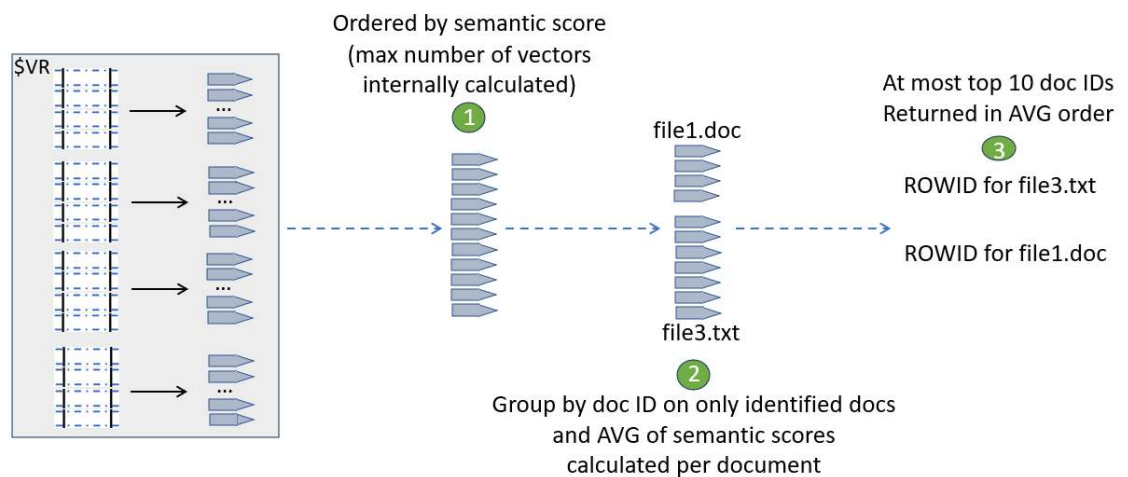 $VR
...
...
...
...
Ordered by semantic score
(max number of vectors
internally calculated)
1
file1.doc
file3.txt
2
Group by doc ID on only identified docs
and AVG of semantic scores
calculated per document
At most top 10 doc IDs
Returned in AVG order
3
ROWID for file3.txt
ROWID for file1.doc